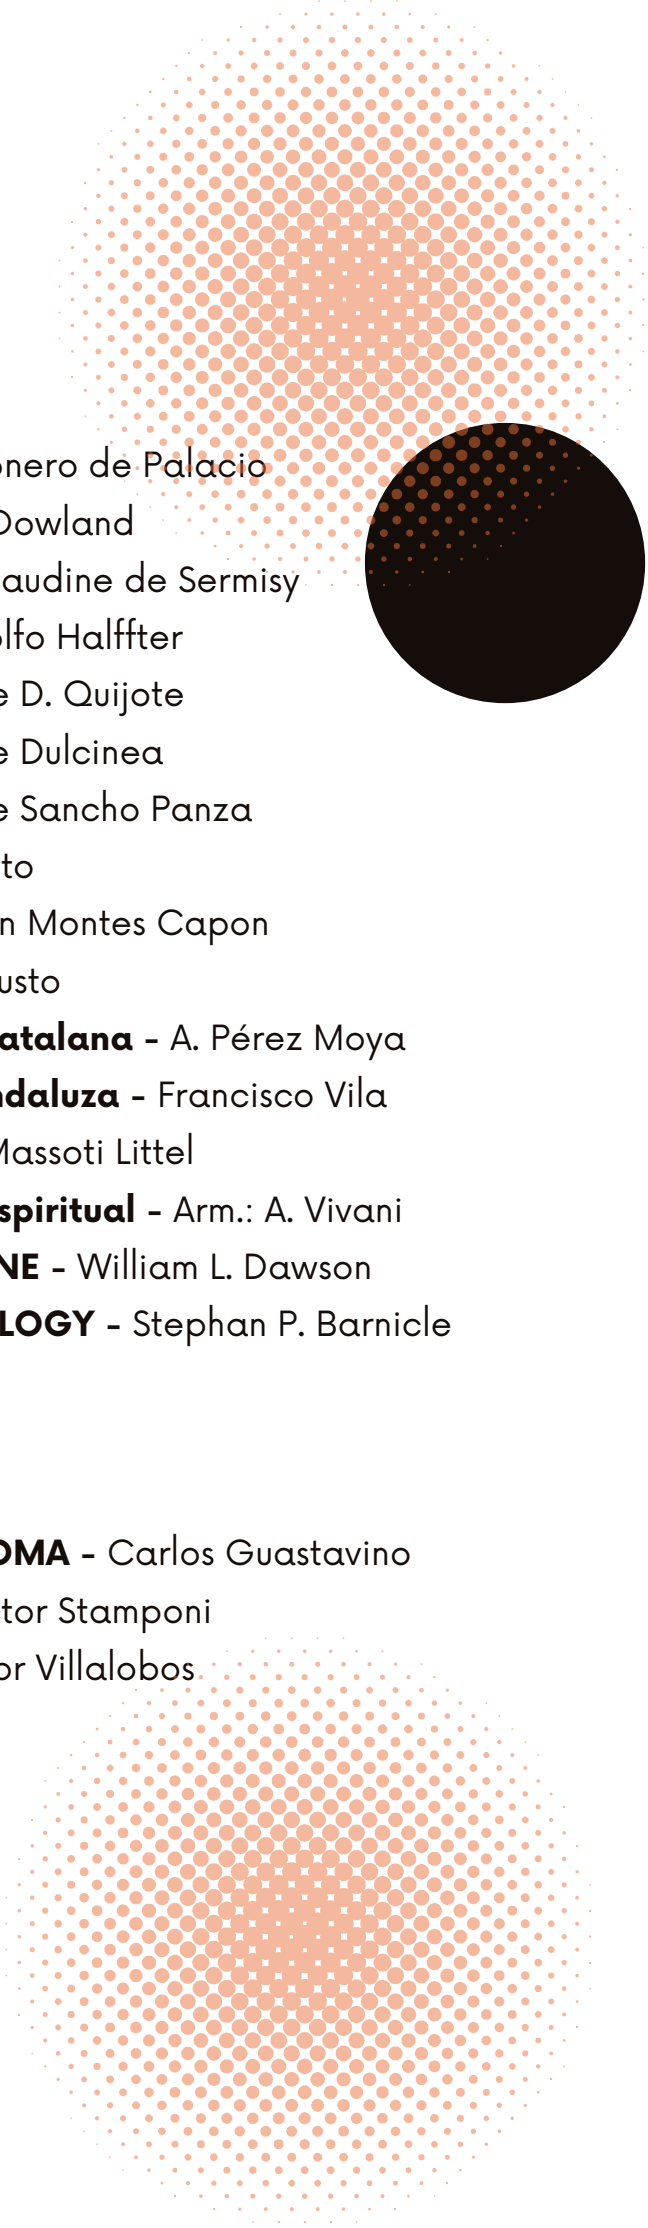 onero de Palacio
Dowland
audine de Sermisy
olfo Halffter
e D. Quijote
e Dulcinea
e Sancho Panza
to
n Montes Capon
usto
atalana - A. Pérez Moya
ndaluza - Francisco Vila
Massoti Littel
spiritual - Arm.: A. Vivani
NE - William L. Dawson
LOGY - Stephan P. Barnicle
OMA - Carlos Guastavino
tor Stamponi
or Villalobos